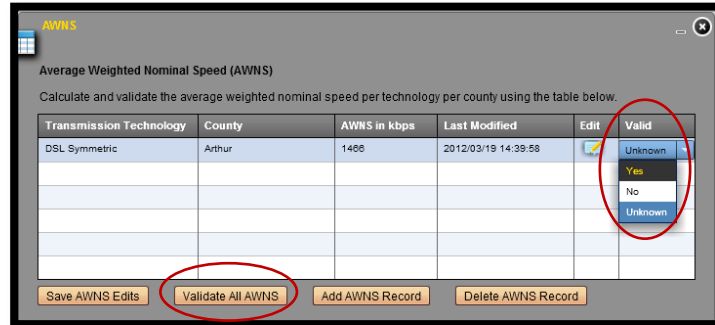 AWNS
Average Weighted Nominal Speed (AWNS)
Calculate and validate the average weighted nominal speed per technology per county using the table below.
Transmission Technology County AWNS in kbps Last Modified Edit Valid
DSL Symmetric Arthur 1466 2012/03/19 14:39:58 Unknown
Yes
No
Unknown
Save AWNS Edits Validate All AWNS Add AWNS Record Delete AWNS Record